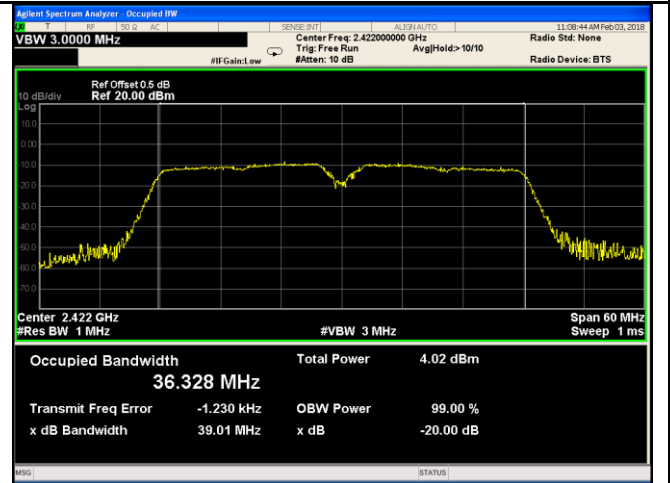 Agilent Spectrum Analyzer - Occupied BW
T RF 50 Ω AC SENSE:INT ALIGN AUTO 11:08:44 AM Feb 03, 2018
VBW 3.0000 MHz Center Freq: 2.422000000 GHz Radio Std: None
Trig: Free Run Avg|Hold:> 10/10
#IFGain:Low #Atten: 10 dB Radio Device: BTS
Ref Offset 0.5 dB
10 dB/div Ref 20.00 dBm
Log
10.0
0.00
-10.0
-20.0
-30.0
-40.0
-50.0
-60.0
-70.0
Center 2.422 GHz Span 60 MHz
#Res BW 1 MHz #VBW 3 MHz Sweep 1 ms
Occupied Bandwidth Total Power 4.02 dBm
36.328 MHz
Transmit Freq Error -1.230 kHz OBW Power 99.00 %
x dB Bandwidth 39.01 MHz x dB -20.00 dB
MSG STATUS